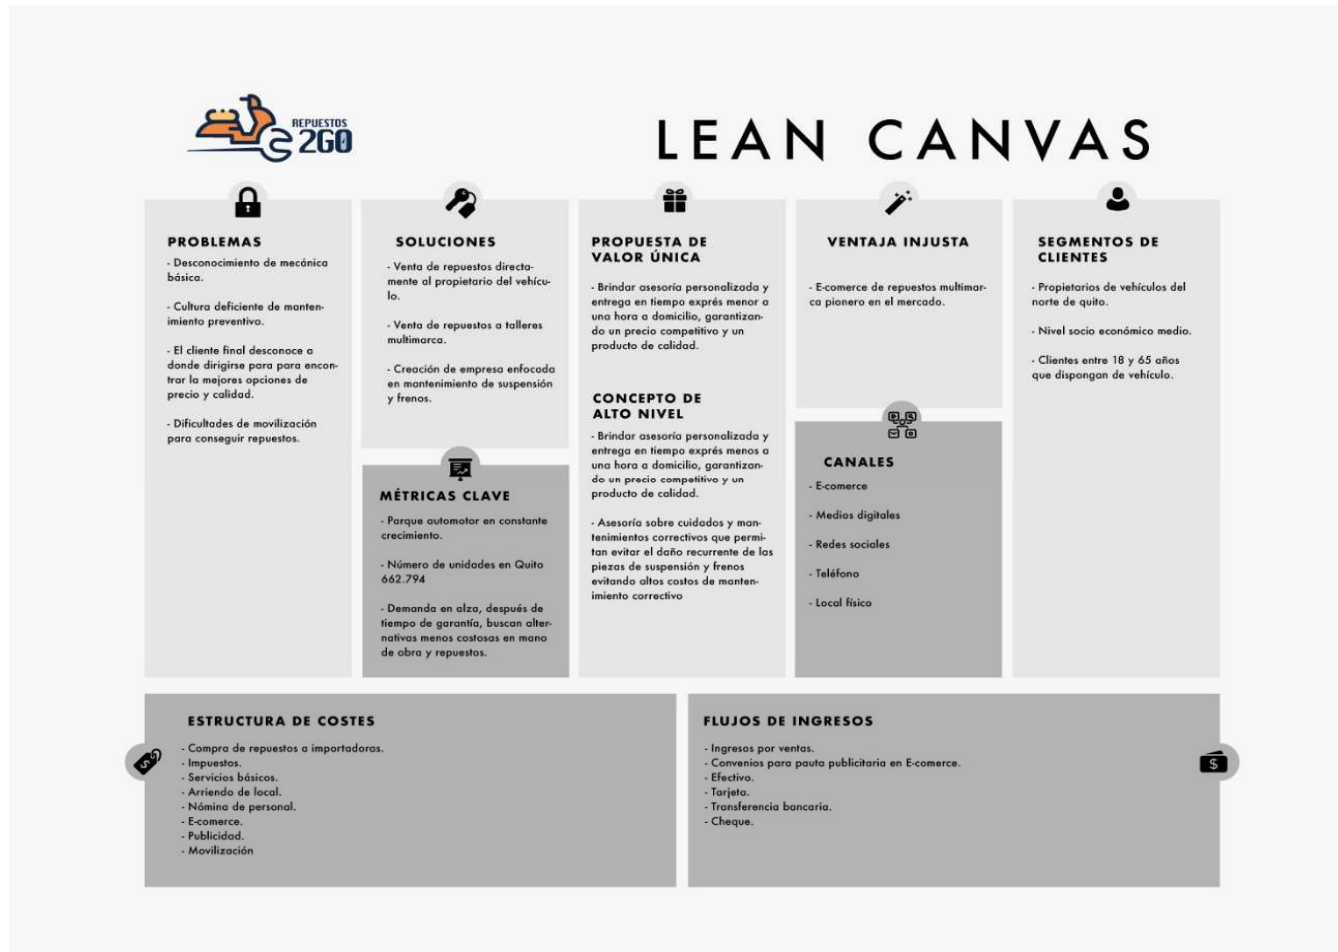 REPUESTOS
2GO
LEAN CANVAS
PROBLEMAS
- Desconocimiento de mecánica
básica.
- Cultura deficiente de manten-
imiento preventivo.
- El cliente final desconoce a
donde dirigirse para para encon-
trar la mejores opciones de
precio y calidad.
- Dificultades de movilización
para conseguir repuestos.
SOLUCIONES
- Venta de repuestos directa-
mente al propietario del vehícu-
lo.
- Venta de repuestos a talleres
multimarca.
- Creación de empresa enfocada
en mantenimiento de suspensión
y frenos.
MÉTRICAS CLAVE
- Parque automotor en constante
crecimiento.
- Número de unidades en Quito
662.794
- Demanda en alza, después de
tiempo de garantía, buscan alter-
nativas menos costosas en mano
de obra y repuestos.
PROPUESTA DE
VALOR ÚNICA
- Brindar asesoría personalizada y
entrega en tiempo exprés menor a
una hora a domicilio, garantizan-
do un precio competitivo y un
producto de calidad.
CONCEPTO DE
ALTO NIVEL
- Brindar asesoría personalizada y
entrega en tiempo exprés menos a
una hora a domicilio, garantizan-
do un precio competitivo y un
producto de calidad.
- Asesoría sobre cuidados y man-
tenimientos correctivos que permi-
tan evitar el daño recurrente de las
piezas de suspensión y frenos
evitando altos costos de manten-
imiento correctivo
VENTAJA INJUSTA
- E-comerce de repuestos multimar-
ca pionero en el mercado.
CANALES
- E-comerce
- Medios digitales
- Redes sociales
- Teléfono
- Local físico
SEGMENTOS DE
CLIENTES
- Propietarios de vehículos del
norte de quito.
- Nivel socio económico medio.
- Clientes entre 18 y 65 años
que dispongan de vehículo.
ESTRUCTURA DE COSTES
- Compra de repuestos a importadoras.
- Impuestos.
- Servicios básicos.
- Arriendo de local.
- Nómina de personal.
- E-comerce.
- Publicidad.
- Movilización
FLUJOS DE INGRESOS
- Ingresos por ventas.
- Convenios para pauta publicitaria en E-comerce.
- Efectivo.
- Tarjeta.
- Transferencia bancaria.
- Cheque.